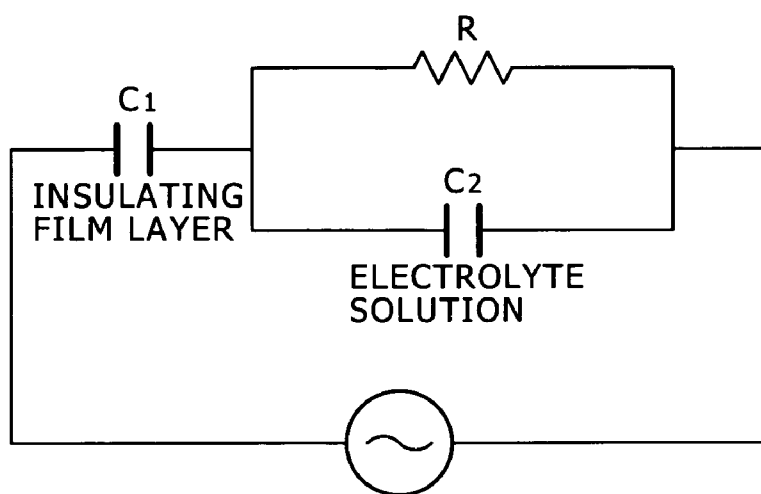 R
C1
INSULATING
FILM LAYER
C2
ELECTROLYTE
SOLUTION